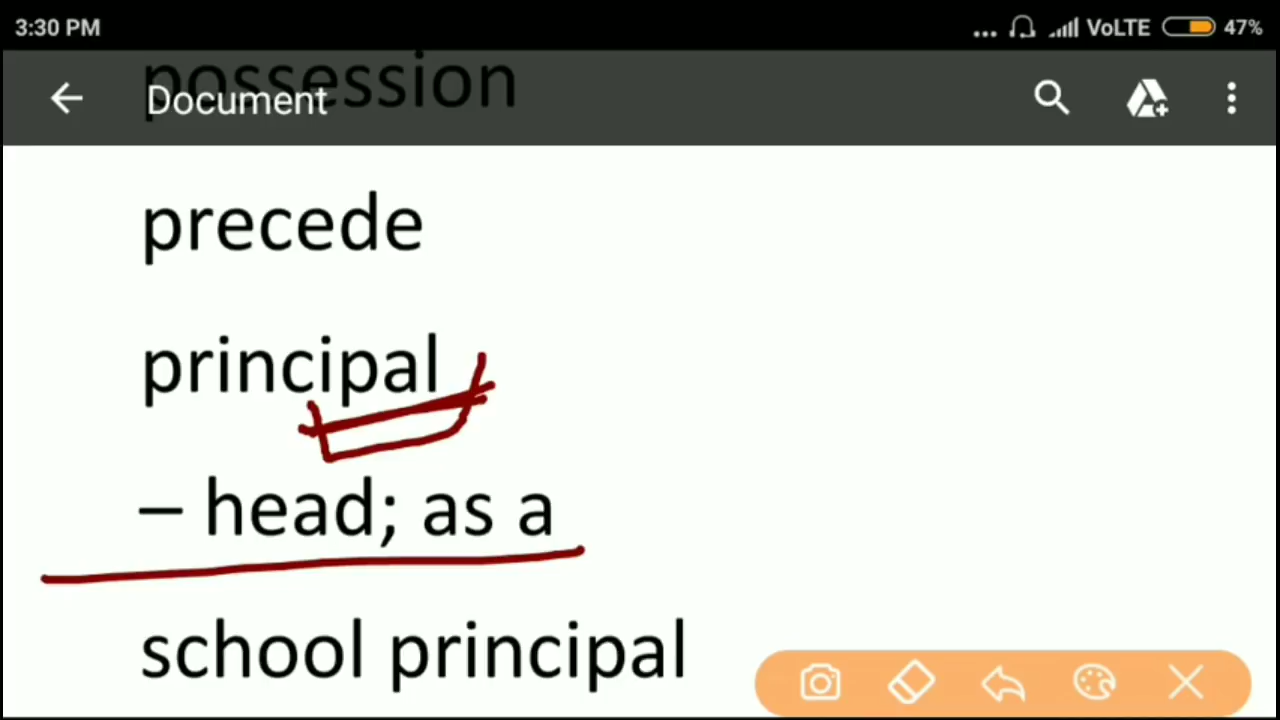 3:30 PM ... VoLTE 47%
possession
Document
precede
principal
– head; as a
school principal